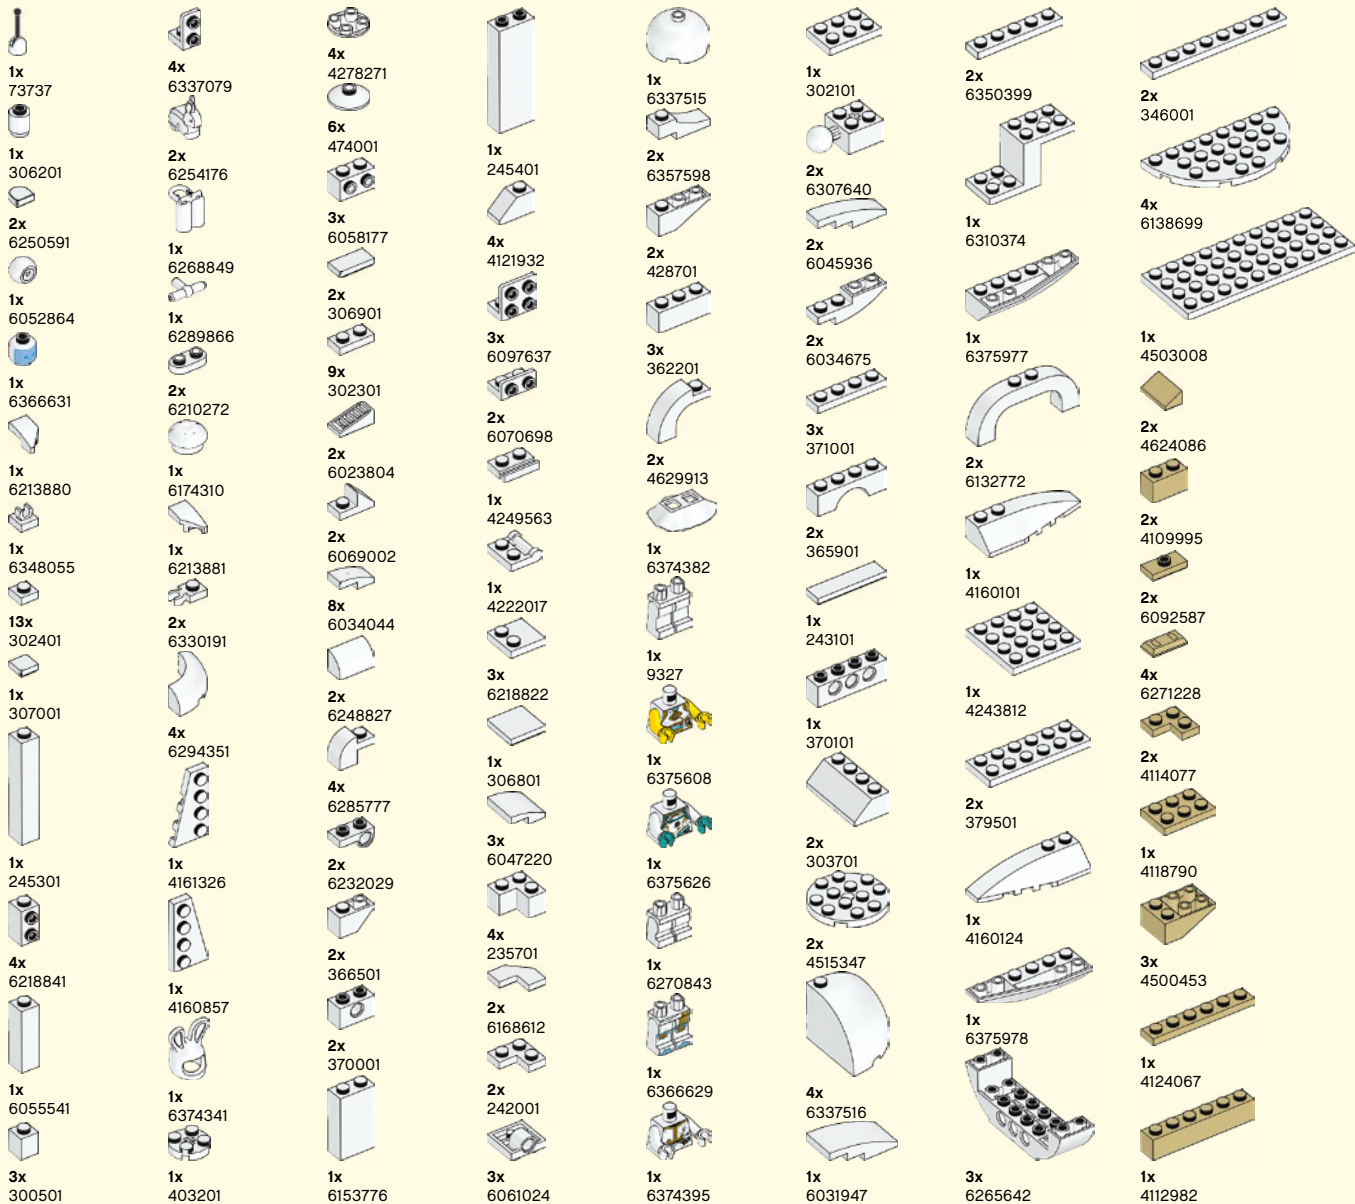 1x
73737
1x
306201
2x
6250591
1x
6052864
1x
6366631
1x
6213880
1x
6348055
13x
302401
1x
307001
1x
245301
4x
6218841
1x
6055541
3x
300501
4x
6337079
2x
6254176
1x
6268849
1x
6289866
2x
6210272
1x
6174310
1x
6213881
2x
6330191
4x
6294351
1x
4161326
1x
4160857
1x
6374341
1x
403201
4x
4278271
6x
474001
3x
6058177
2x
306901
9x
302301
2x
6023804
2x
6069002
8x
6034044
2x
6248827
4x
6285777
2x
6232029
2x
366501
2x
370001
1x
6153776
1x
245401
4x
4121932
3x
6097637
2x
6070698
1x
4249563
1x
4222017
3x
6218822
1x
306801
3x
6047220
4x
235701
2x
6168612
2x
242001
3x
6061024
1x
6337515
2x
6357598
2x
428701
3x
362201
2x
4629913
1x
6374382
1x
9327
1x
6375608
1x
6375626
1x
6270843
1x
6366629
1x
6374395
1x
302101
2x
6307640
2x
6045936
2x
6034675
3x
371001
2x
365901
1x
243101
1x
370101
2x
303701
2x
4515347
4x
6337516
1x
6031947
2x
6350399
1x
6310374
1x
6375977
2x
6132772
1x
4160101
1x
4243812
2x
379501
1x
4160124
1x
6375978
3x
6265642
2x
346001
4x
6138699
1x
4503008
2x
4624086
2x
4109995
2x
6092587
4x
6271228
2x
4114077
1x
4118790
3x
4500453
1x
4124067
1x
4112982